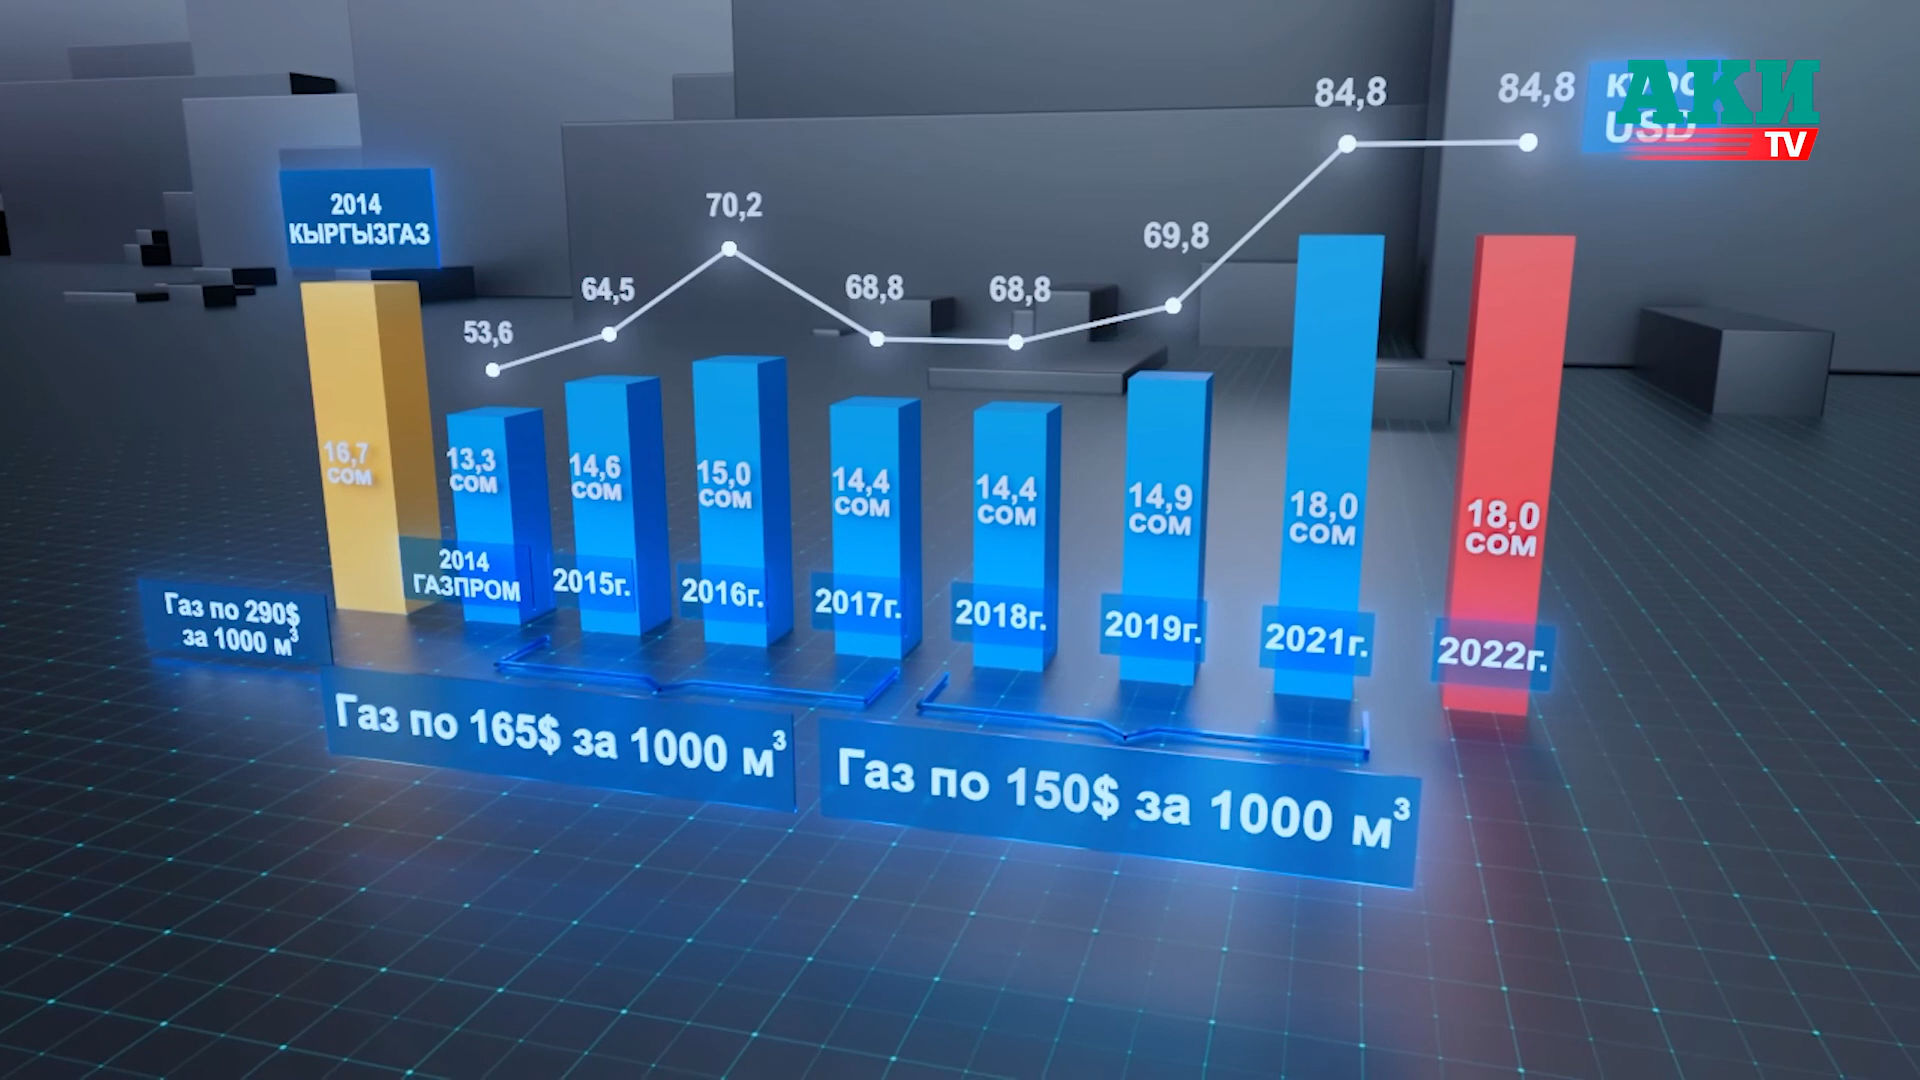 84,8
84,8
АКИ
USD
TV
2014
КЫРГЫЗГАЗ
70,2
69,8
64,5
68,8
68,8
53,6
16,7
СОМ
13,3
СОМ
14,6
СОМ
15,0
СОМ
14,4
СОМ
14,4
СОМ
14,9
СОМ
18,0
СОМ
18,0
СОМ
2014
ГАЗПРОМ
2015г.
2016г.
2017г.
2018г.
2019г.
2021г.
2022г.
Газ по 290$
за 1000 м³
Газ по 165$ за 1000 м³
Газ по 150$ за 1000 м³